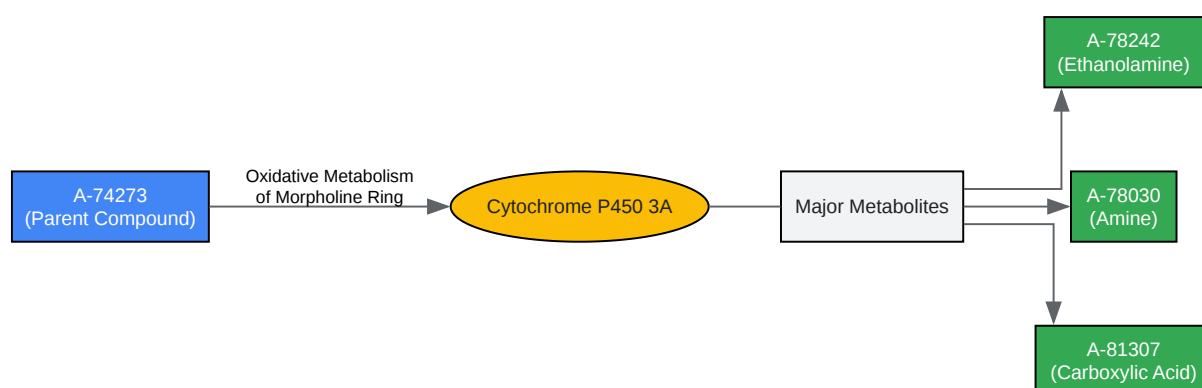 A-74273
(Parent Compound)
Oxidative Metabolism
of Morpholine Ring
Cytochrome P450 3A
Major Metabolites
A-78242
(Ethanolamine)
A-78030
(Amine)
A-81307
(Carboxylic Acid)